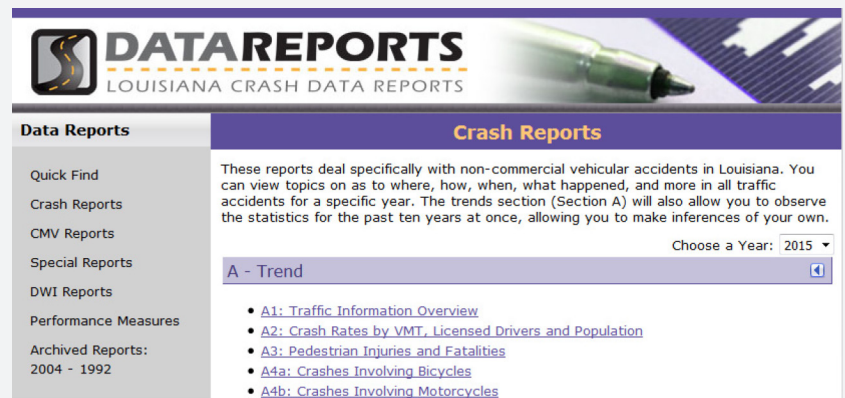 DATAREPORTS
LOUISIANA CRASH DATA REPORTS
Data Reports
Quick Find
Crash Reports
CMV Reports
Special Reports
DWI Reports
Performance Measures
Archived Reports:
2004 - 1992
Crash Reports
These reports deal specifically with non-commercial vehicular accidents in Louisiana. You
can view topics on as to where, how, when, what happened, and more in all traffic
accidents for a specific year. The trends section (Section A) will also allow you to observe
the statistics for the past ten years at once, allowing you to make inferences of your own.
Choose a Year: 2015
A - Trend
A1: Traffic Information Overview
A2: Crash Rates by VMT, Licensed Drivers and Population
A3: Pedestrian Injuries and Fatalities
A4a: Crashes Involving Bicycles
A4b: Crashes Involving Motorcycles